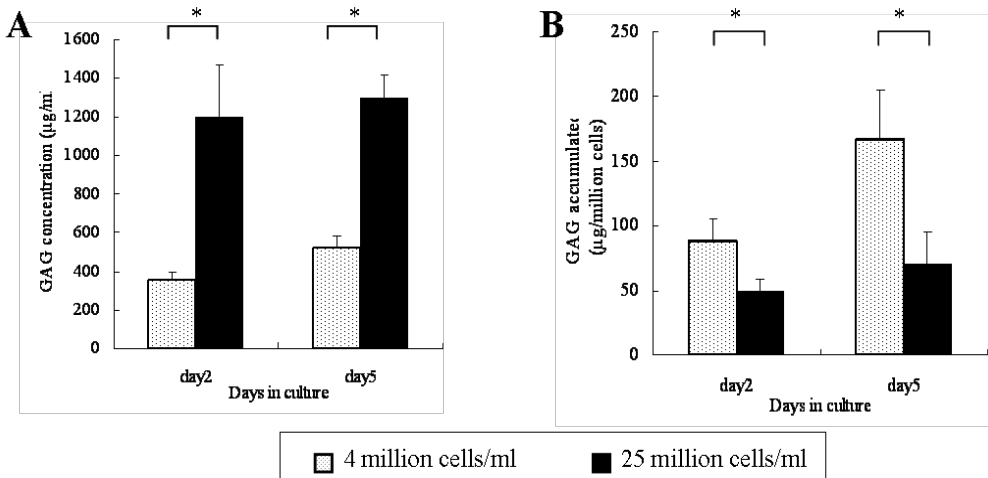 A
*
*
GAG concentration (µg/m
1600
1400
1200
1000
800
600
400
200
0
day2
day5
Days in culture
B
*
*
GAG accumulated
(µg/million cells)
250
200
150
100
50
0
day2
day5
Days in culture
4 million cells/ml
25 million cells/ml